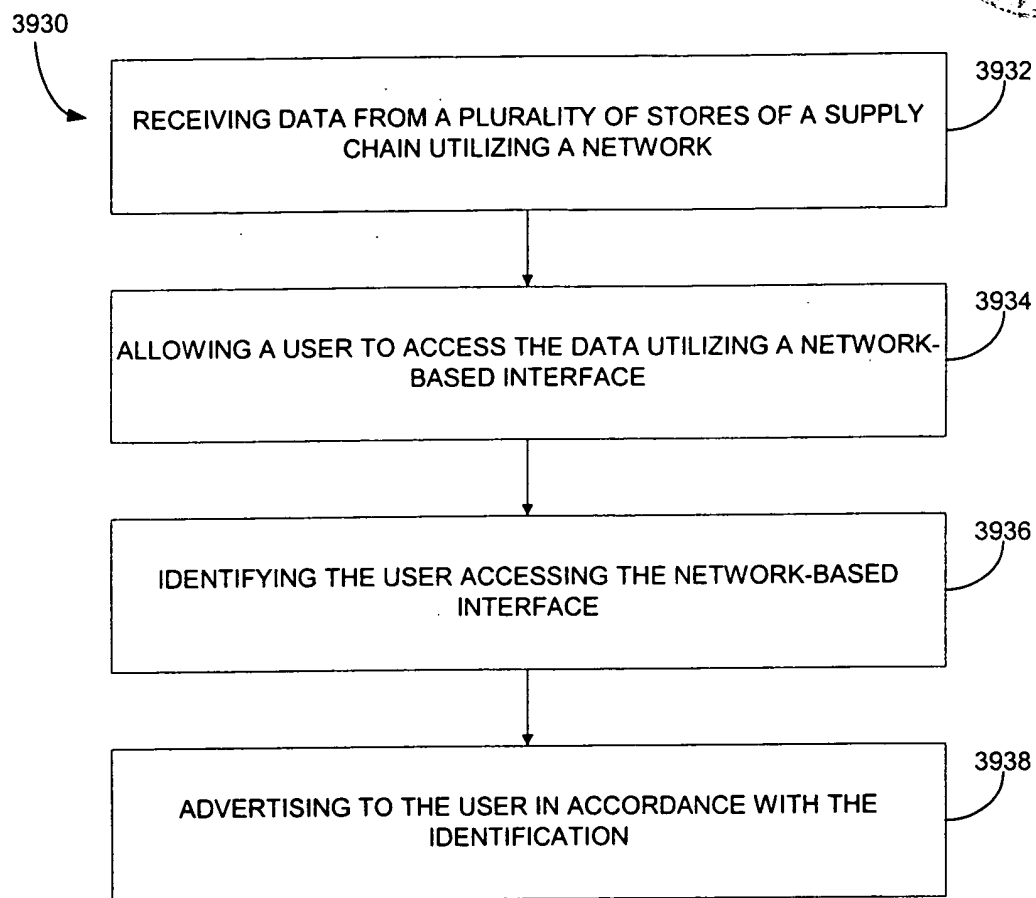 3930
3932
RECEIVING DATA FROM A PLURALITY OF STORES OF A SUPPLY
CHAIN UTILIZING A NETWORK
3934
ALLOWING A USER TO ACCESS THE DATA UTILIZING A NETWORK-
BASED INTERFACE
3936
IDENTIFYING THE USER ACCESSING THE NETWORK-BASED
INTERFACE
3938
ADVERTISING TO THE USER IN ACCORDANCE WITH THE
IDENTIFICATION